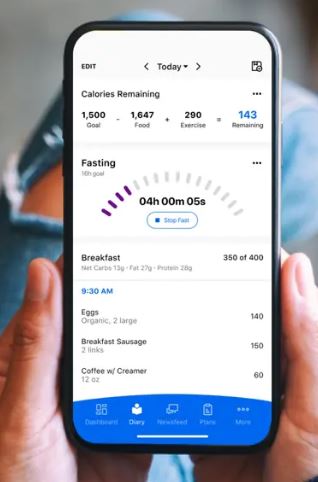 EDIT
Today
Calories Remaining
1,500 - 1,647 + 290 = 143
Goal Food Exercise Remaining
Fasting
16h goal
04h 00m 05s
Stop Fast
Breakfast 350 of 400
Net Carbs 13g • Fat 27g • Protein 28g
9:30 AM
Eggs 140
Organic, 2 large
Breakfast Sausage 150
2 links
Coffee w/ Creamer 60
12 oz
Dashboard Diary Newsfeed Plans More